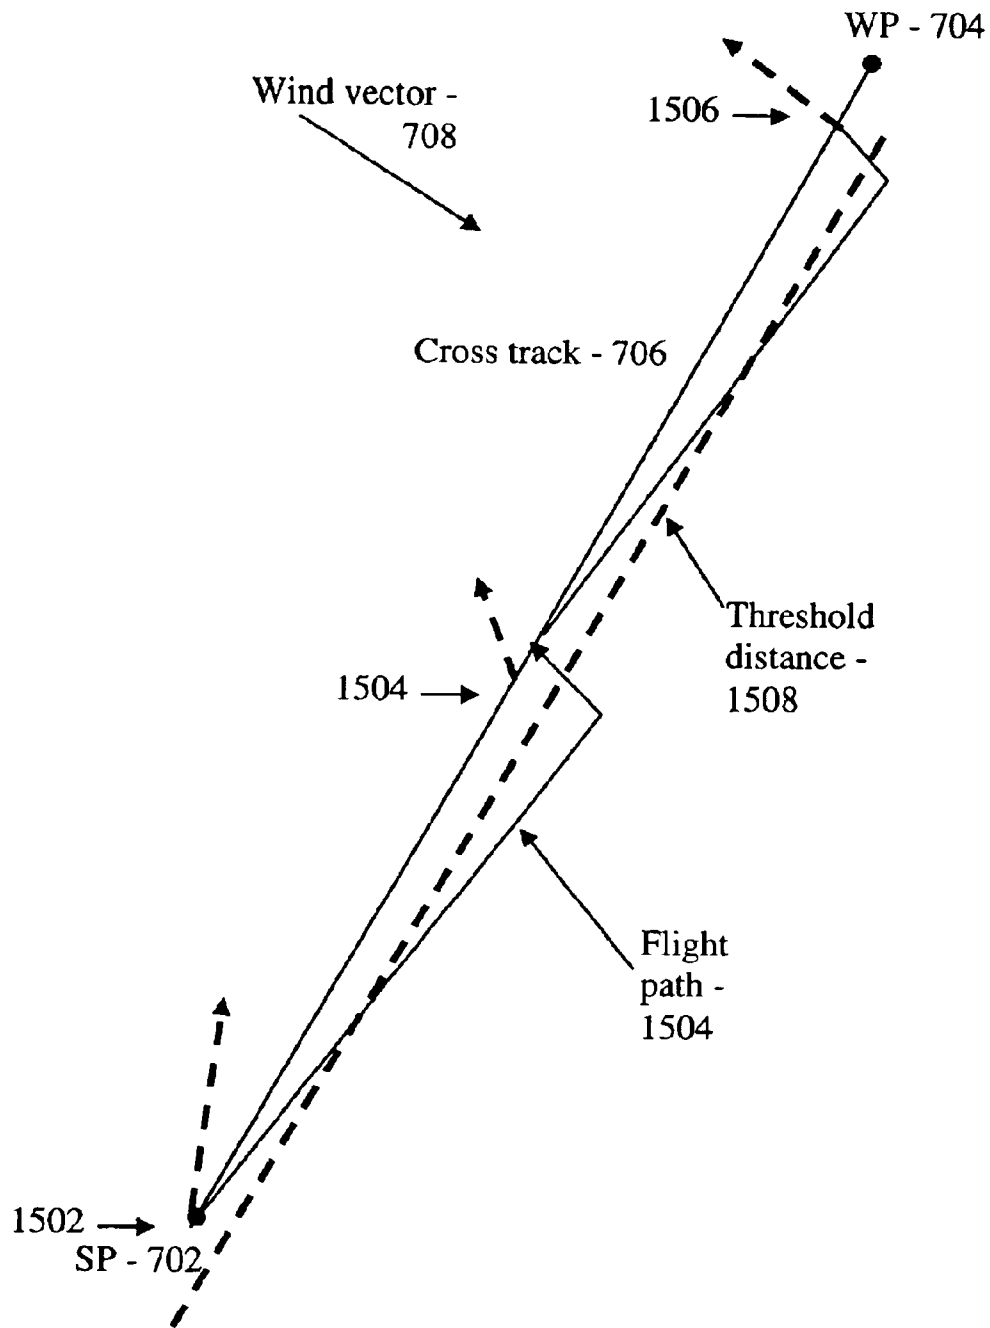 WP - 704
Wind vector -
708
1506
Cross track - 706
Threshold
distance -
1508
1504
Flight
path -
1504
1502
SP - 702